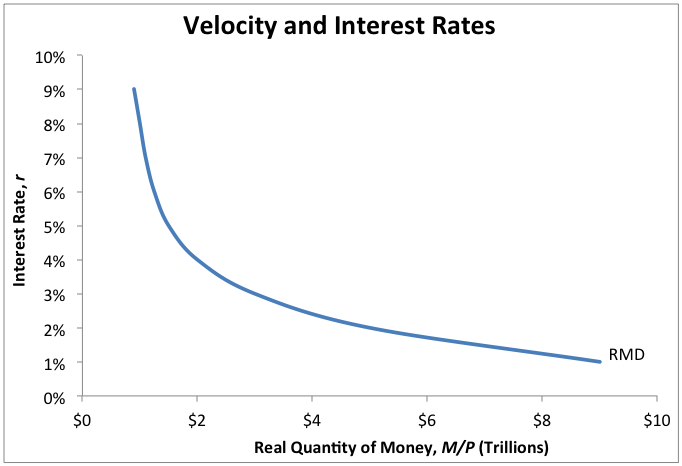 Velocity and Interest Rates
10%
9%
8%
7%
6%
5%
4%
3%
2%
1%
0%
Interest Rate, r
RMD
$0 $2 $4 $6 $8 $10
Real Quantity of Money, M/P (Trillions)